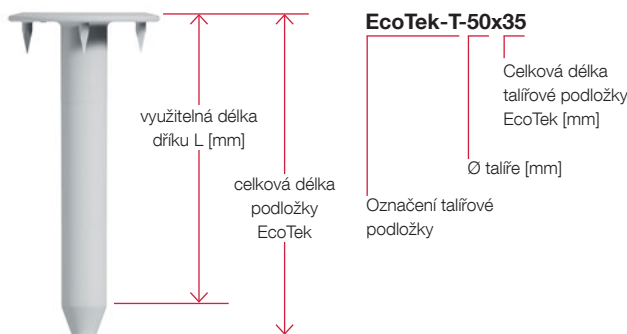 EcoTek-T-50x35
Celková délka
talířové podložky
EcoTek [mm]
využitelná délka
dříku L [mm]
Ø talíře [mm]
celková délka
podložky
EcoTek
Označení talířové
podložky